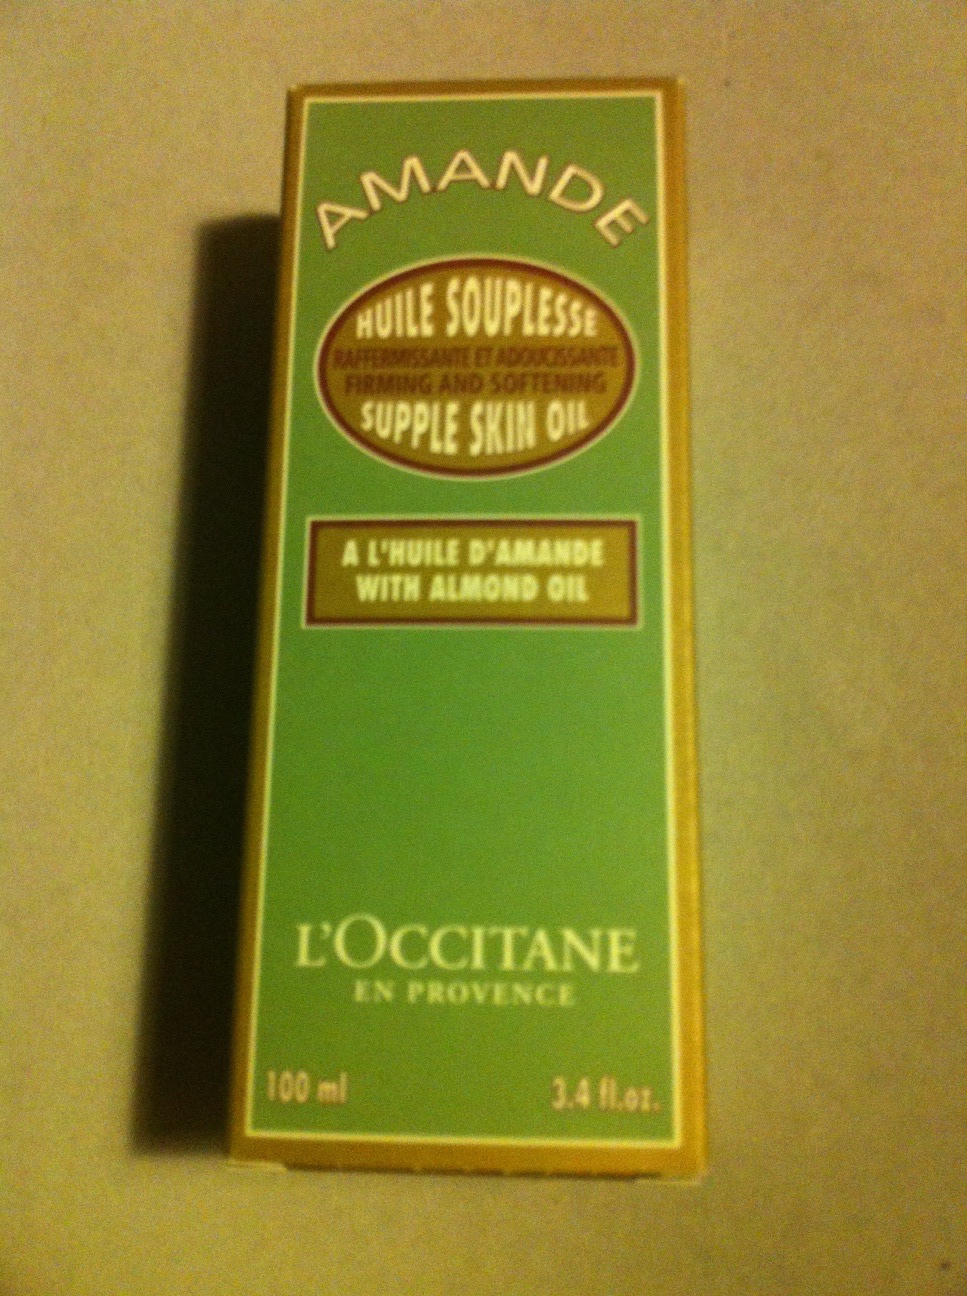 AMANDE
HUILE SOUPLESSE
RAFFERMISSANTE ET ADOUCISSANTE
FIRMING AND SOFTENING
SUPPLE SKIN OIL
A L'HUILE D'AMANDE
WITH ALMOND OIL
L'OCCITANE
EN PROVENCE
100 ml 3.4 fl.oz.